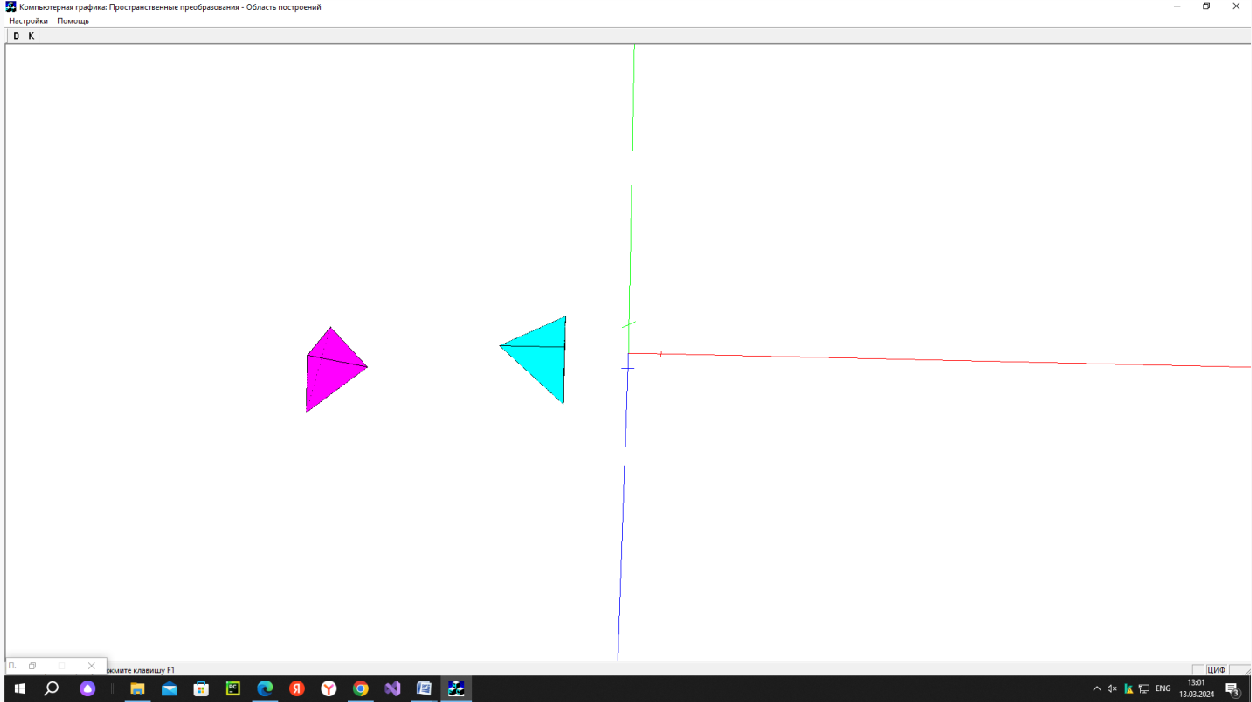 Компьютерная графика: Пространственные преобразования - Область построений
Настройки Помощь
D K
П.
жмите клавишу F1
ЦИФ
ENG
13:01
13.03.2024